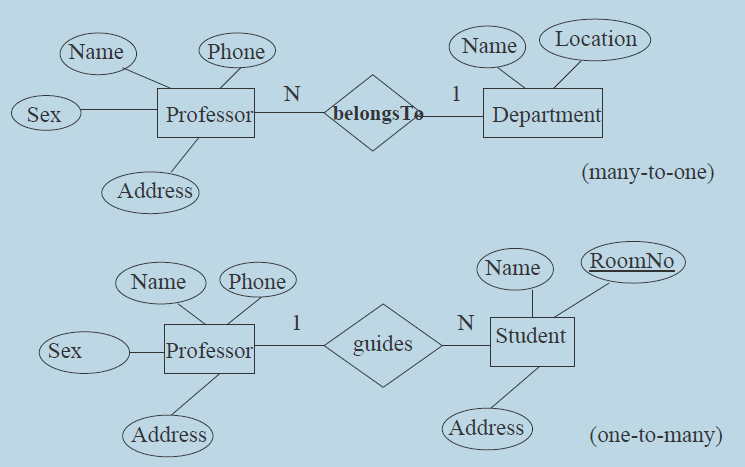 Name
Phone
Name
Location
Sex
Professor
N
belongsTo
1
Department
Address
(many-to-one)
Name
Phone
Name
RoomNo
Sex
Professor
1
guides
N
Student
Address
Address
(one-to-many)